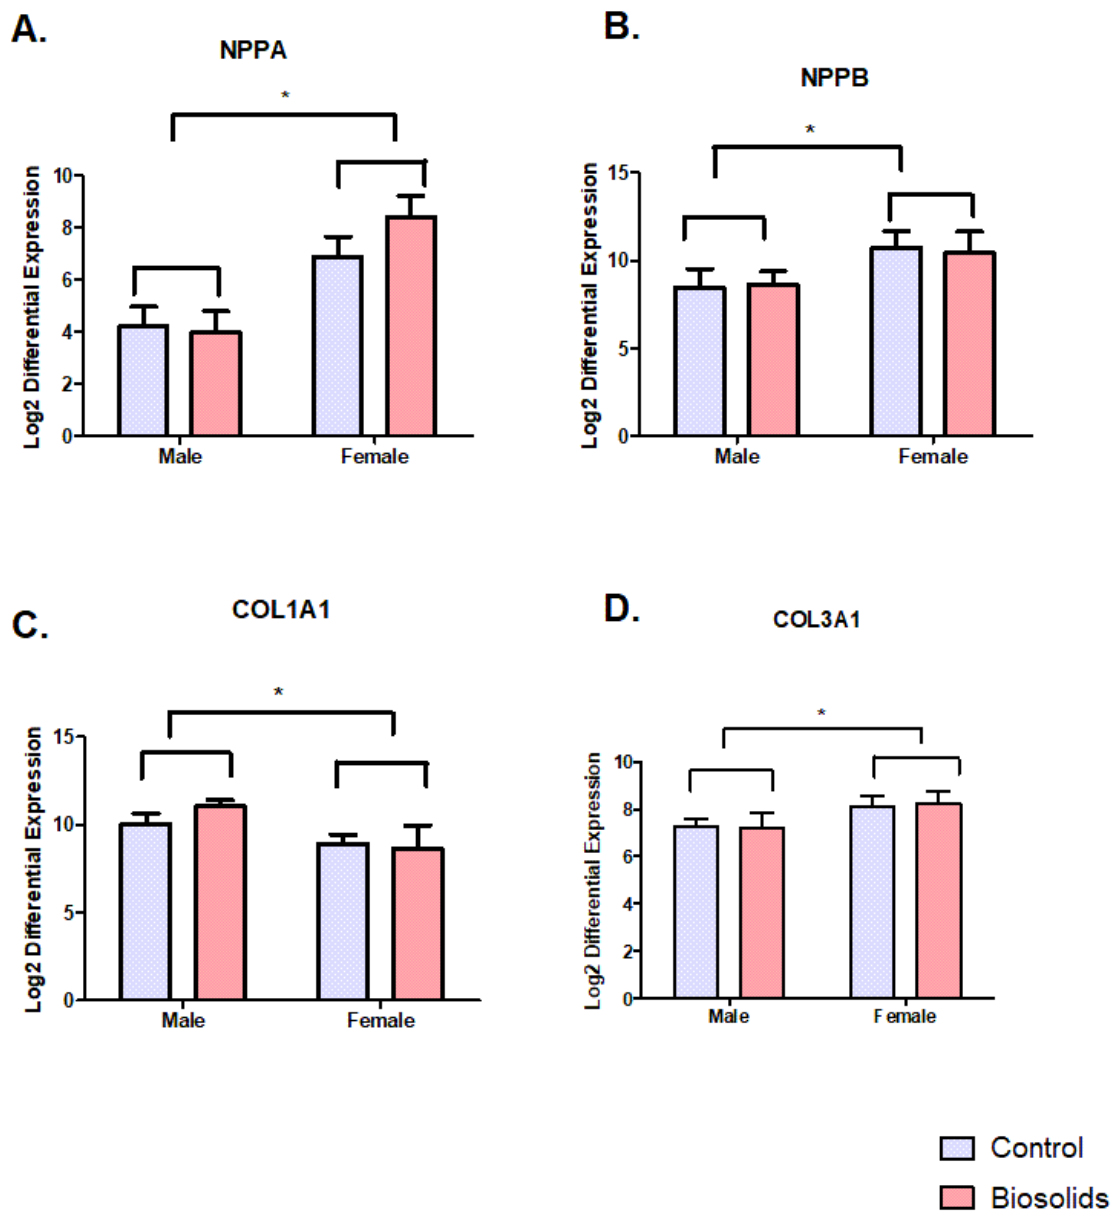 A.
NPPA
*
Log2 Differential Expression
10
8
6
4
2
0
Male Female
B.
NPPB
*
Log2 Differential Expression
15
10
5
0
Male Female
C.
COL1A1
*
Log2 Differential Expression
15
10
5
0
Male Female
D.
COL3A1
*
Log2 Differential Expression
10
8
6
4
2
0
Male Female
Control
Biosolids